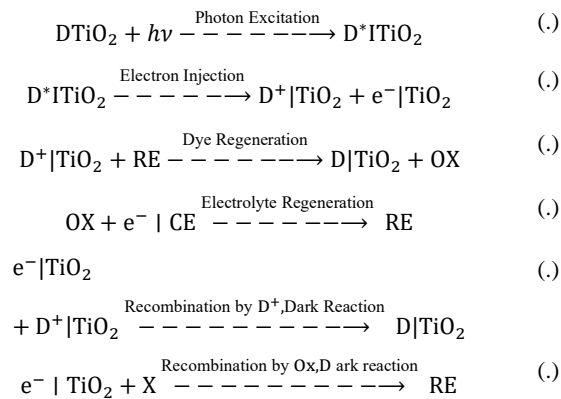 Photon Excitation
DTiO₂ + hν − − − − − − −→ D*ITiO₂ (.)
Electron Injection
D*ITiO₂ − − − − − − −→ D⁺|TiO₂ + e⁻|TiO₂ (.)
Dye Regeneration
D⁺|TiO₂ + RE − − − − − − −→ D|TiO₂ + OX (.)
Electrolyte Regeneration
OX + e⁻ | CE − − − − − − −→ RE (.)
e⁻|TiO₂ (.)
Recombination by D⁺,Dark Reaction
+ D⁺|TiO₂ − − − − − − − − − −→ D|TiO₂
Recombination by Ox,D ark reaction
e⁻ | TiO₂ + X − − − − − − − − − −→ RE (.)